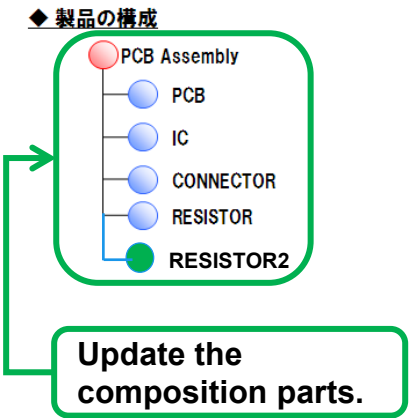 ◆ 製品の構成
PCB Assembly
PCB
IC
CONNECTOR
RESISTOR
RESISTOR2
Update the
composition parts.